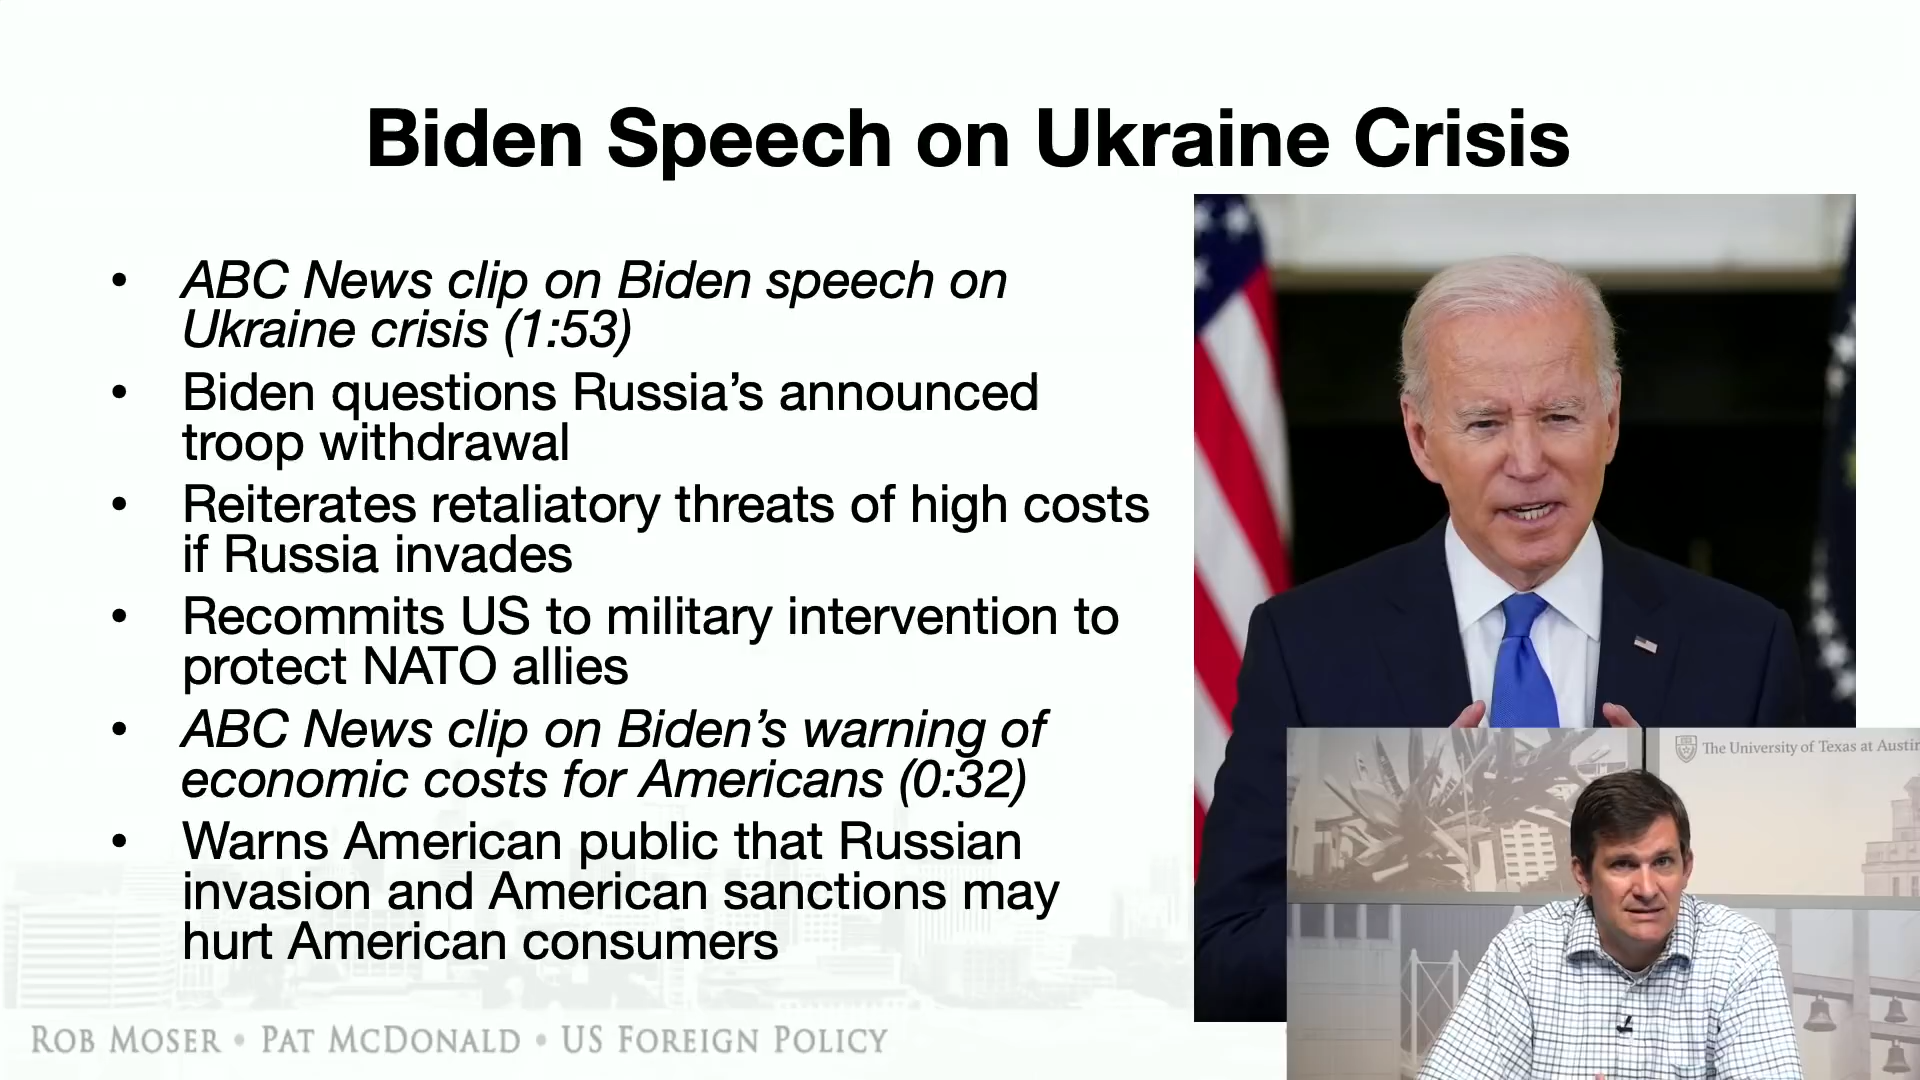 Biden Speech on Ukraine Crisis
• ABC News clip on Biden speech on
Ukraine crisis (1:53)
• Biden questions Russia’s announced
troop withdrawal
• Reiterates retaliatory threats of high costs
if Russia invades
• Recommits US to military intervention to
protect NATO allies
• ABC News clip on Biden’s warning of
economic costs for Americans (0:32)
• Warns American public that Russian
invasion and American sanctions may
hurt American consumers
The University of Texas at Austin
ROB MOSER • PAT MCDONALD • US FOREIGN POLICY